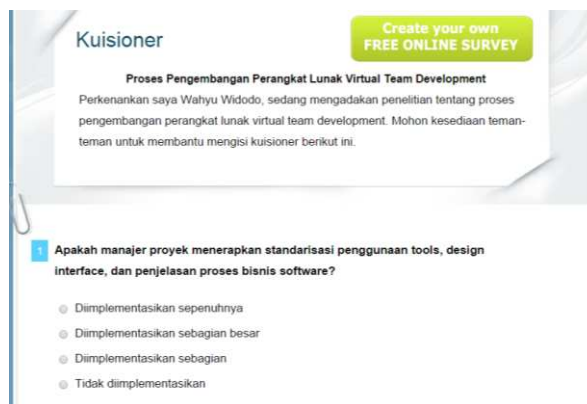 Kuisioner
Create your own
FREE ONLINE SURVEY
Proses Pengembangan Perangkat Lunak Virtual Team Development
Perkenankan saya Wahyu Widodo, sedang mengadakan penelitian tentang proses
pengembangan perangkat lunak virtual team development. Mohon kesediaan teman-
teman untuk membantu mengisi kuisioner berikut ini.
1 Apakah manajer proyek menerapkan standarisasi penggunaan tools, design
interface, dan penjelasan proses bisnis software?
Diimplementasikan sepenuhnya
Diimplementasikan sebagian besar
Diimplementasikan sebagian
Tidak diimplementasikan